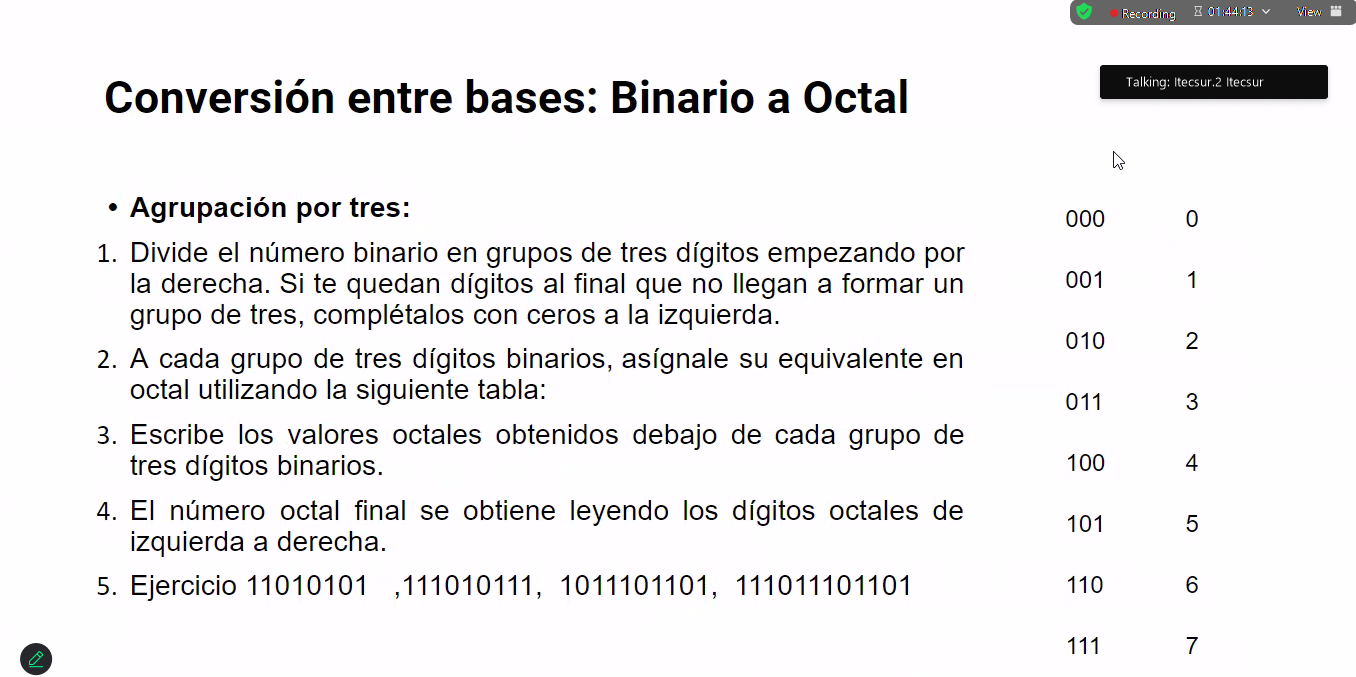 Recording 01:44:13 View
Talking: Itecsur.2 Itecsur
Conversión entre bases: Binario a Octal
• Agrupación por tres:
1. Divide el número binario en grupos de tres dígitos empezando por
la derecha. Si te quedan dígitos al final que no llegan a formar un
grupo de tres, complétalos con ceros a la izquierda.
2. A cada grupo de tres dígitos binarios, asígnale su equivalente en
octal utilizando la siguiente tabla:
3. Escribe los valores octales obtenidos debajo de cada grupo de
tres dígitos binarios.
4. El número octal final se obtiene leyendo los dígitos octales de
izquierda a derecha.
5. Ejercicio 11010101 ,111010111, 1011101101, 111011101101
000 0
001 1
010 2
011 3
100 4
101 5
110 6
111 7